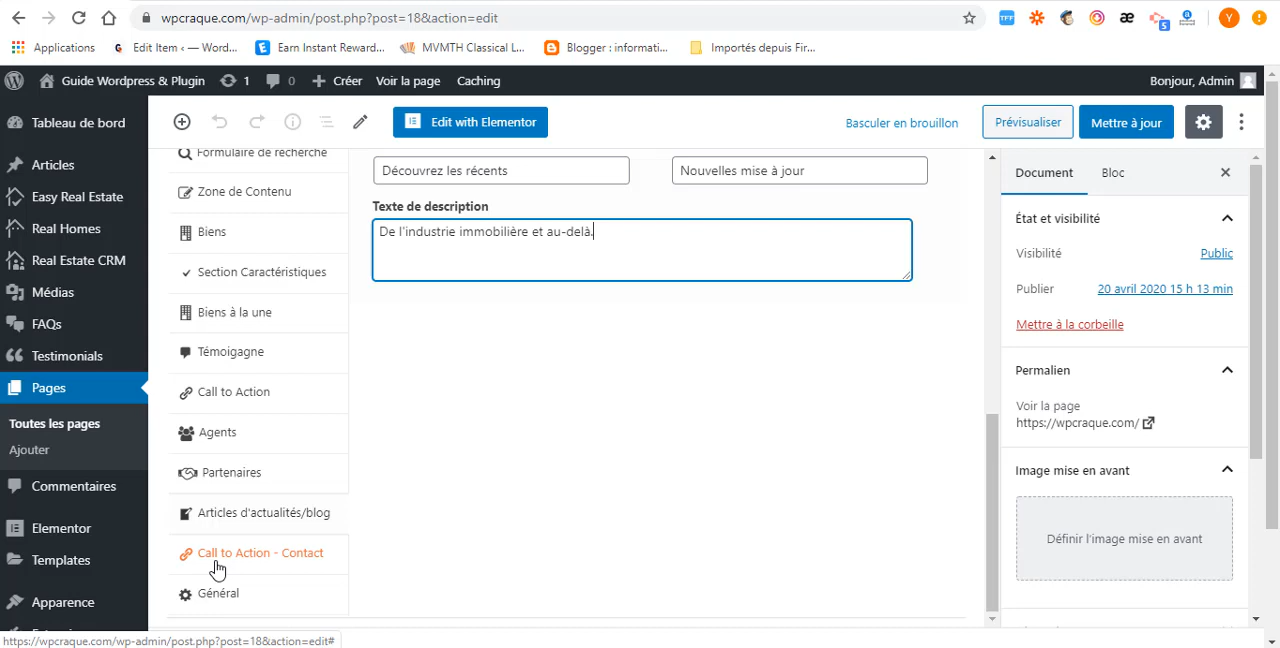 wpcraque.com/wp-admin/post.php?post=18&action=edit
TFF
æ
5
Y
Applications
Edit Item ‹ — Word...
Earn Instant Reward...
MVMTH Classical L...
Blogger : informati...
Importés depuis Fir...
Guide Wordpress & Plugin
1
0
Créer
Voir la page
Caching
Bonjour, Admin
Tableau de bord
Articles
Easy Real Estate
Real Homes
Real Estate CRM
Médias
FAQs
Testimonials
Pages
Toutes les pages
Ajouter
Commentaires
Elementor
Templates
Apparence
Edit with Elementor
Basculer en brouillon
Prévisualiser
Mettre à jour
Formulaire de recherche
Zone de Contenu
Biens
Section Caractéristiques
Biens à la une
Témoigagne
Call to Action
Agents
Partenaires
Articles d'actualités/blog
Call to Action - Contact
Général
Découvrez les récents
Nouvelles mise à jour
Texte de description
De l'industrie immobilière et au-delà.
Document
Bloc
État et visibilité
Visibilité
Public
Publier
20 avril 2020 15 h 13 min
Mettre à la corbeille
Permalien
Voir la page
https://wpcraque.com/
Image mise en avant
Définir l'image mise en avant
https://wpcraque.com/wp-admin/post.php?post=18&action=edit#